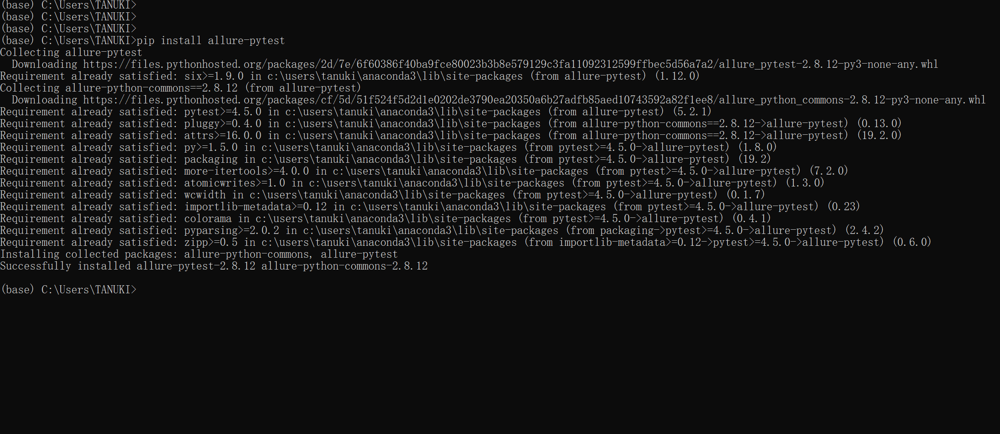 (base) C:\Users\TANUKI>
(base) C:\Users\TANUKI>
(base) C:\Users\TANUKI>
(base) C:\Users\TANUKI>pip install allure-pytest
Collecting allure-pytest
  Downloading https://files.pythonhosted.org/packages/2d/7e/6f60386f40ba9fce80023b3b8e579129c3fa11092312599ffbec5d56a7a2/allure_pytest-2.8.12-py3-none-any.whl
Requirement already satisfied: six>=1.9.0 in c:\users\tanuki\anaconda3\lib\site-packages (from allure-pytest) (1.12.0)
Collecting allure-python-commons==2.8.12 (from allure-pytest)
  Downloading https://files.pythonhosted.org/packages/cf/5d/51f524f5d2d1e0202de3790ea20350a6b27adfb85aed10743592a82f1ee8/allure_python_commons-2.8.12-py3-none-any.whl
Requirement already satisfied: pytest>=4.5.0 in c:\users\tanuki\anaconda3\lib\site-packages (from allure-pytest) (5.2.1)
Requirement already satisfied: pluggy>=0.4.0 in c:\users\tanuki\anaconda3\lib\site-packages (from allure-python-commons==2.8.12->allure-pytest) (0.13.0)
Requirement already satisfied: attrs>=16.0.0 in c:\users\tanuki\anaconda3\lib\site-packages (from allure-python-commons==2.8.12->allure-pytest) (19.2.0)
Requirement already satisfied: py>=1.5.0 in c:\users\tanuki\anaconda3\lib\site-packages (from pytest>=4.5.0->allure-pytest) (1.8.0)
Requirement already satisfied: packaging in c:\users\tanuki\anaconda3\lib\site-packages (from pytest>=4.5.0->allure-pytest) (19.2)
Requirement already satisfied: more-itertools>=4.0.0 in c:\users\tanuki\anaconda3\lib\site-packages (from pytest>=4.5.0->allure-pytest) (7.2.0)
Requirement already satisfied: atomicwrites>=1.0 in c:\users\tanuki\anaconda3\lib\site-packages (from pytest>=4.5.0->allure-pytest) (1.3.0)
Requirement already satisfied: wcwidth in c:\users\tanuki\anaconda3\lib\site-packages (from pytest>=4.5.0->allure-pytest) (0.1.7)
Requirement already satisfied: importlib-metadata>=0.12 in c:\users\tanuki\anaconda3\lib\site-packages (from pytest>=4.5.0->allure-pytest) (0.23)
Requirement already satisfied: colorama in c:\users\tanuki\anaconda3\lib\site-packages (from pytest>=4.5.0->allure-pytest) (0.4.1)
Requirement already satisfied: pyparsing>=2.0.2 in c:\users\tanuki\anaconda3\lib\site-packages (from packaging->pytest>=4.5.0->allure-pytest) (2.4.2)
Requirement already satisfied: zipp>=0.5 in c:\users\tanuki\anaconda3\lib\site-packages (from importlib-metadata>=0.12->pytest>=4.5.0->allure-pytest) (0.6.0)
Installing collected packages: allure-python-commons, allure-pytest
Successfully installed allure-pytest-2.8.12 allure-python-commons-2.8.12
(base) C:\Users\TANUKI>